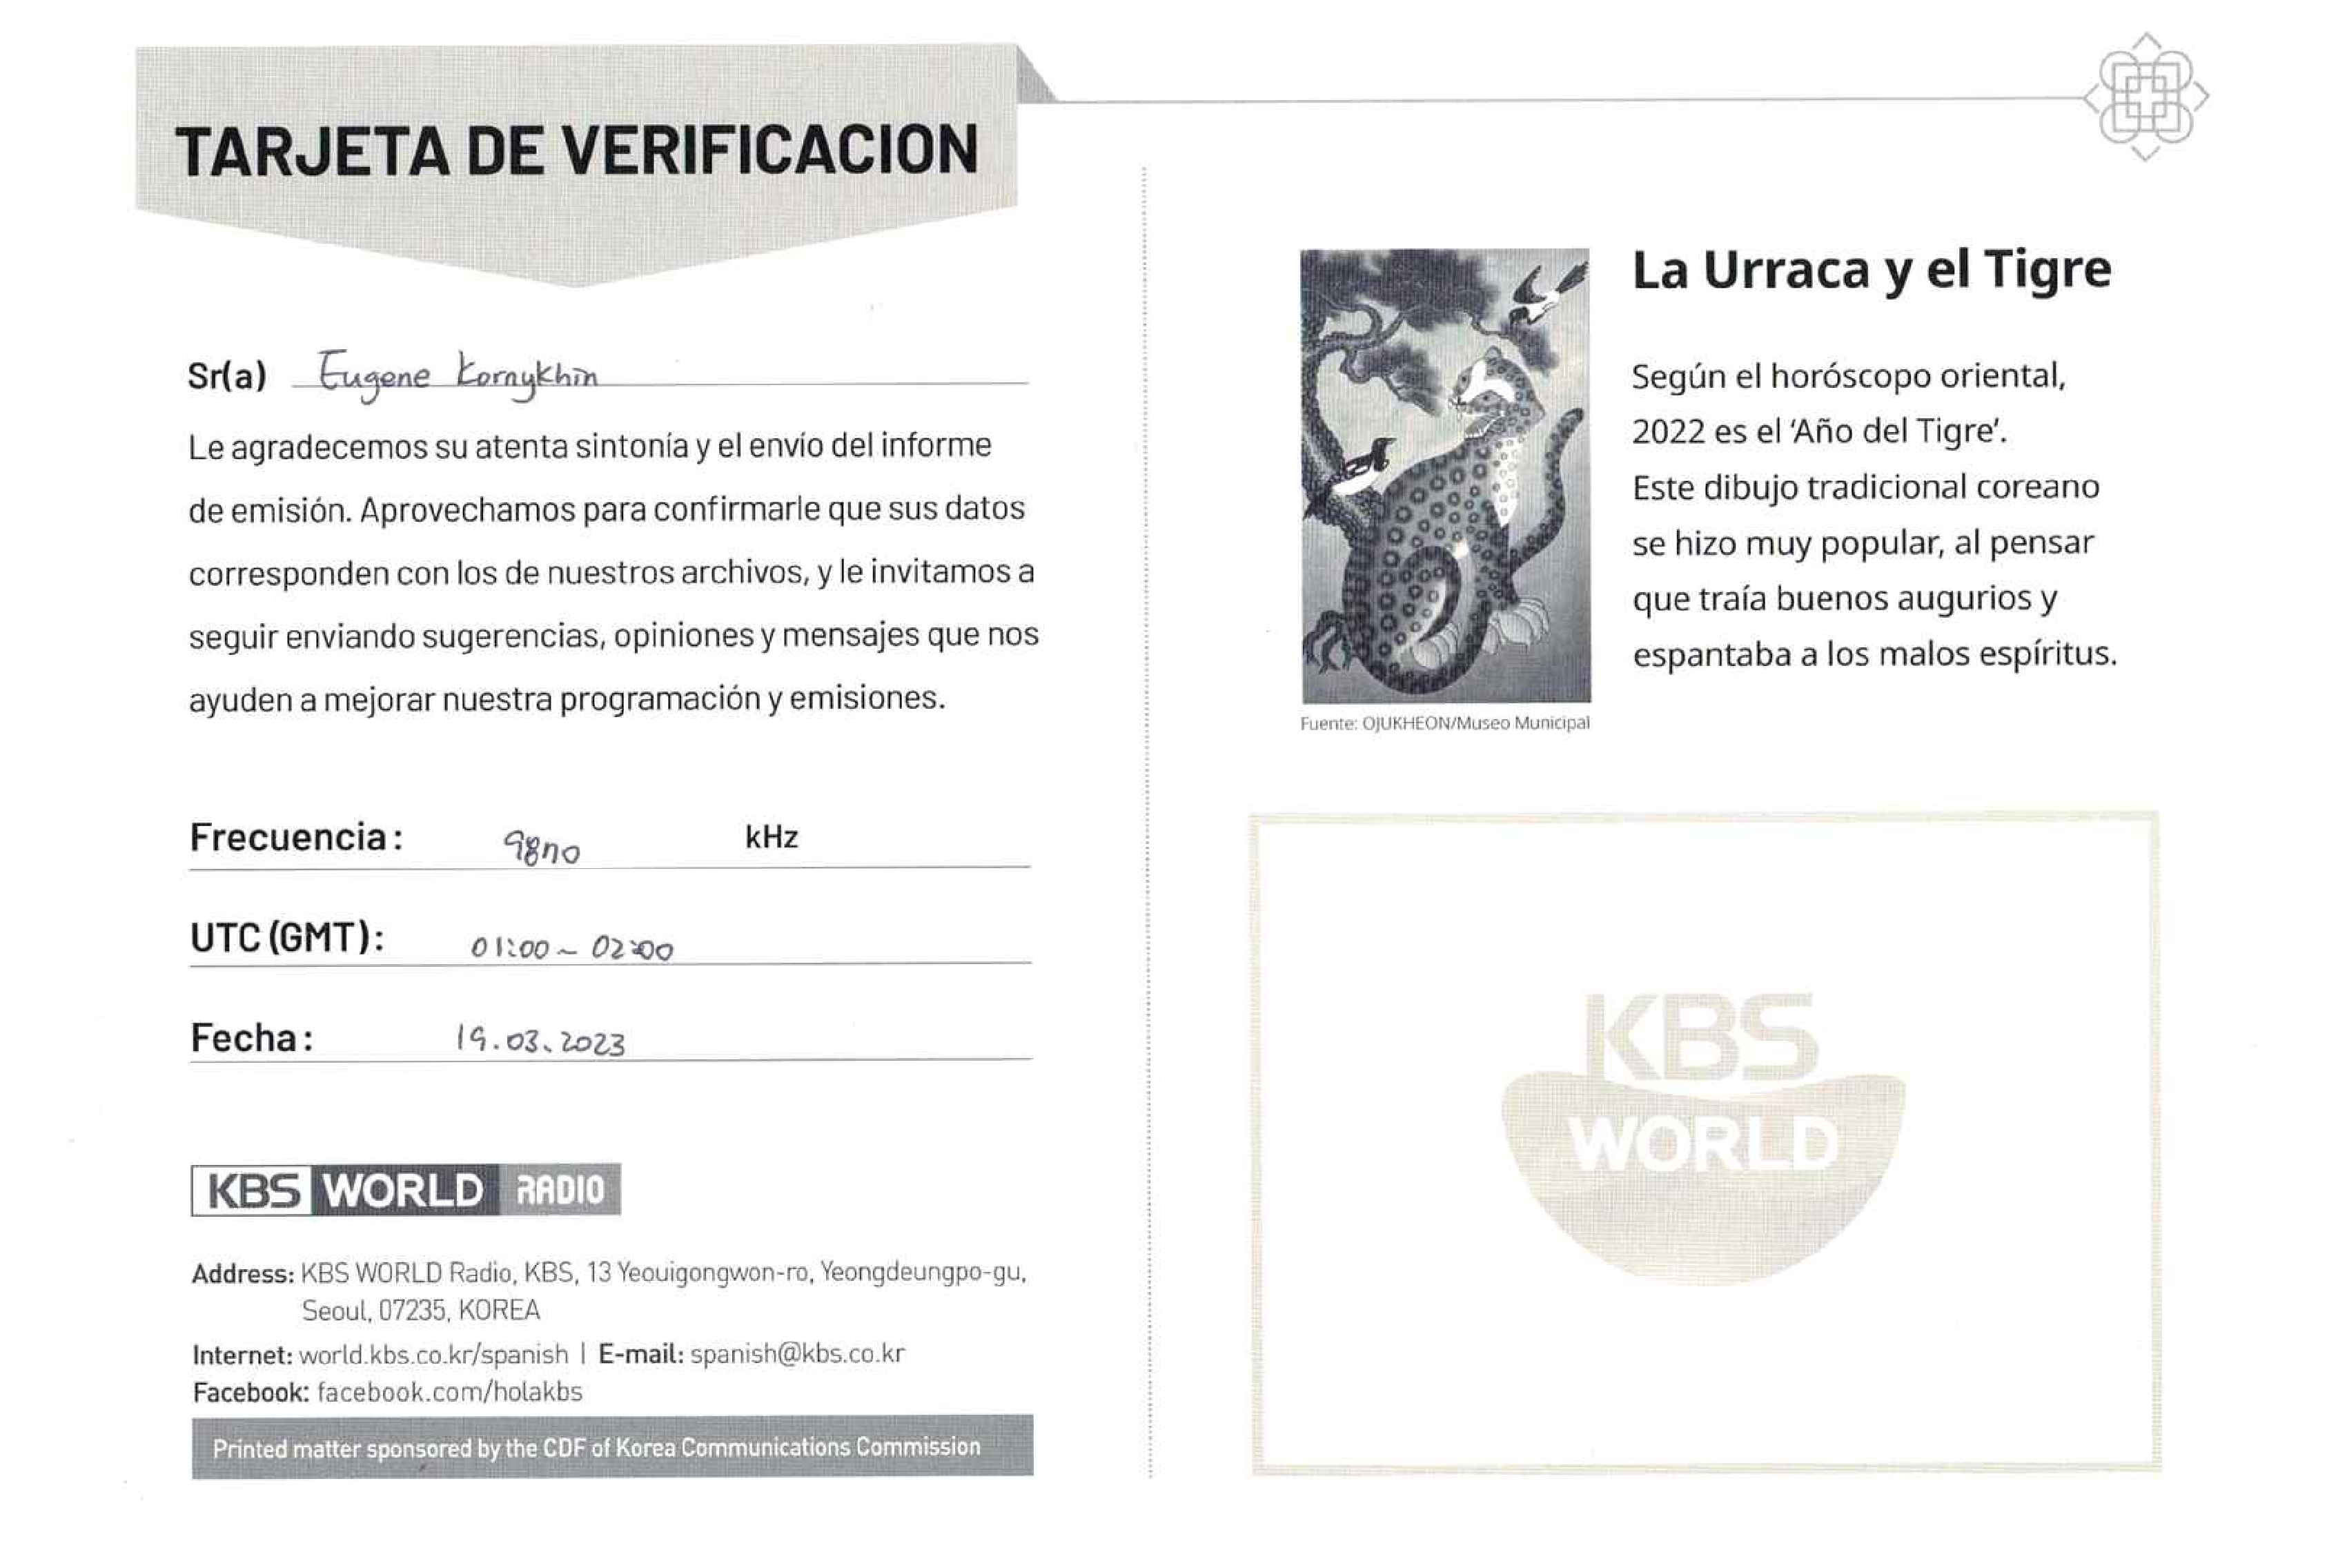 TARJETA DE VERIFICACION
Sr(a) Eugene Kornykhin
Le agradecemos su atenta sintonía y el envío del informe
de emisión. Aprovechamos para confirmarle que sus datos
corresponden con los de nuestros archivos, y le invitamos a
seguir enviando sugerencias, opiniones y mensajes que nos
ayuden a mejorar nuestra programación y emisiones.
Frecuencia: 9870 kHz
UTC (GMT): 01:00 ~ 02:00
Fecha: 19.03.2023
KBS WORLD RADIO
Address: KBS WORLD Radio, KBS, 13 Yeouigongwon-ro, Yeongdeungpo-gu,
Seoul, 07235, KOREA
Internet: world.kbs.co.kr/spanish | E-mail: spanish@kbs.co.kr
Facebook: facebook.com/holakbs
Printed matter sponsored by the CDF of Korea Communications Commission
La Urraca y el Tigre
Según el horóscopo oriental,
2022 es el ‘Año del Tigre’.
Este dibujo tradicional coreano
se hizo muy popular, al pensar
que traía buenos augurios y
espantaba a los malos espíritus.
Fuente: OJUKHEON/Museo Municipal
KBS
WORLD